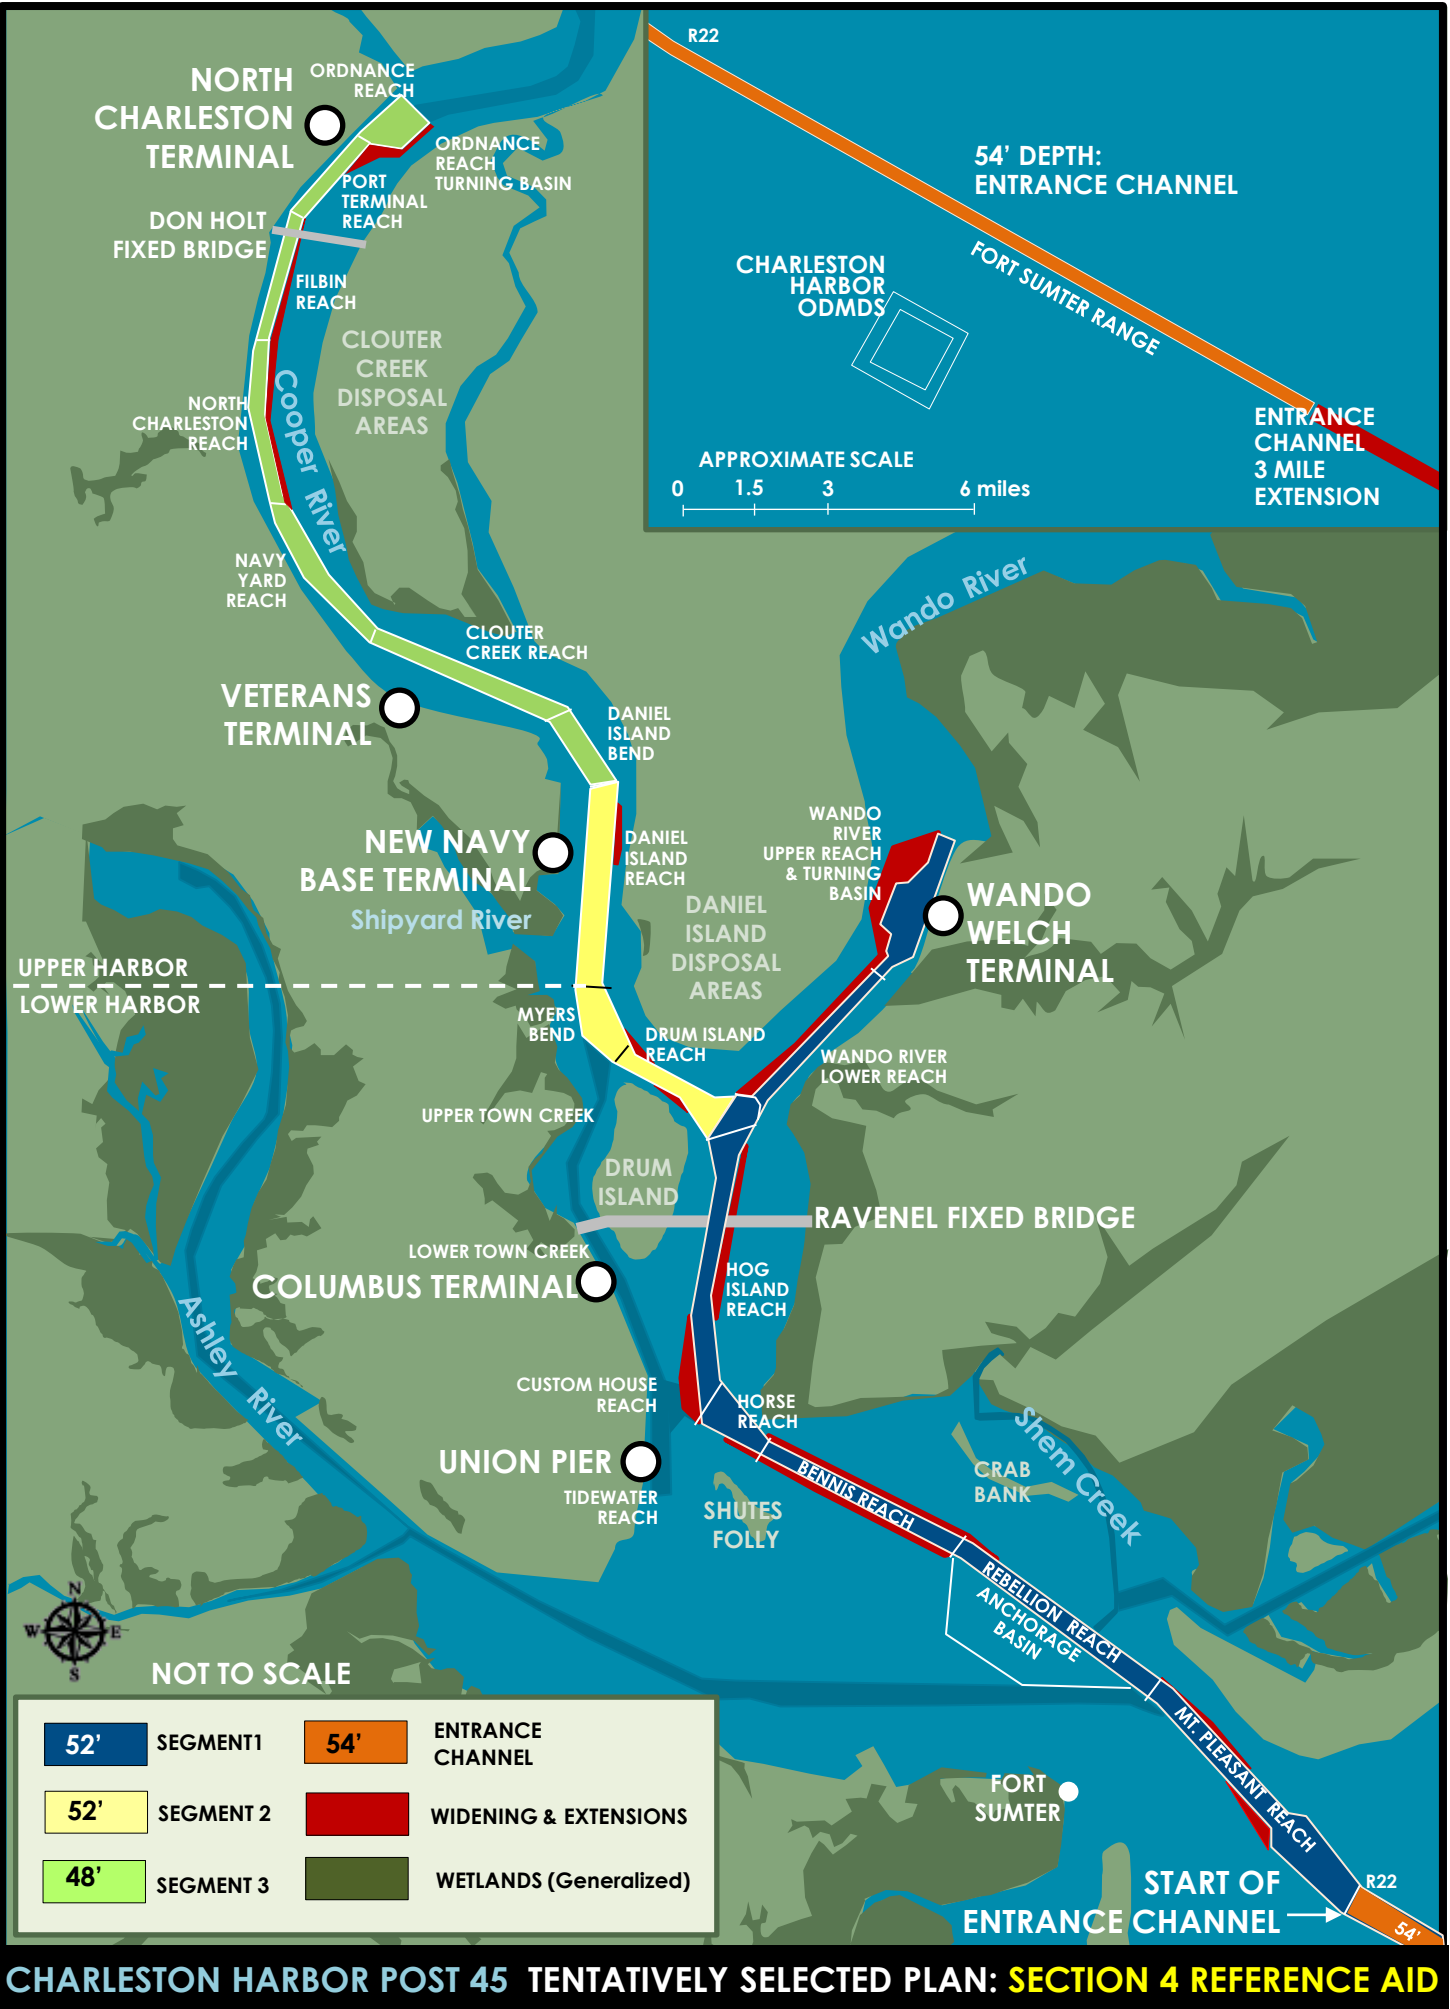 R22
54’ DEPTH:
ENTRANCE CHANNEL
FORT SUMTER RANGE
CHARLESTON
HARBOR
ODMDS
ENTRANCE
CHANNEL
3 MILE
EXTENSION
APPROXIMATE SCALE
0 1.5 3 6 miles
NORTH
CHARLESTON
TERMINAL
ORDNANCE
REACH
ORDNANCE
REACH
TURNING BASIN
PORT
TERMINAL
REACH
DON HOLT
FIXED BRIDGE
FILBIN
REACH
CLOUTER
CREEK
DISPOSAL
AREAS
NORTH
CHARLESTON
REACH
Cooper River
NAVY
YARD
REACH
CLOUTER
CREEK REACH
VETERANS
TERMINAL
DANIEL
ISLAND
BEND
Wando River
NEW NAVY
BASE TERMINAL
Shipyard River
DANIEL
ISLAND
REACH
DANIEL
ISLAND
DISPOSAL
AREAS
WANDO
RIVER
UPPER REACH
& TURNING
BASIN
WANDO
WELCH
TERMINAL
UPPER HARBOR
LOWER HARBOR
MYERS
BEND
DRUM ISLAND
REACH
WANDO RIVER
LOWER REACH
UPPER TOWN CREEK
DRUM
ISLAND
RAVENEL FIXED BRIDGE
LOWER TOWN CREEK
COLUMBUS TERMINAL
HOG
ISLAND
REACH
Ashley River
CUSTOM HOUSE
REACH
HORSE
REACH
UNION PIER
TIDEWATER
REACH
SHUTES
FOLLY
BENNIS REACH
CRAB
BANK
Shem Creek
REBELLION REACH
ANCHORAGE
BASIN
MT. PLEASANT REACH
FORT
SUMTER
START OF
ENTRANCE CHANNEL
R22
54’
N
W E
S
NOT TO SCALE
52’ SEGMENT1
54’ ENTRANCE
CHANNEL
52’ SEGMENT 2
WIDENING & EXTENSIONS
48’ SEGMENT 3
WETLANDS (Generalized)
CHARLESTON HARBOR POST 45 TENTATIVELY SELECTED PLAN: SECTION 4 REFERENCE AID